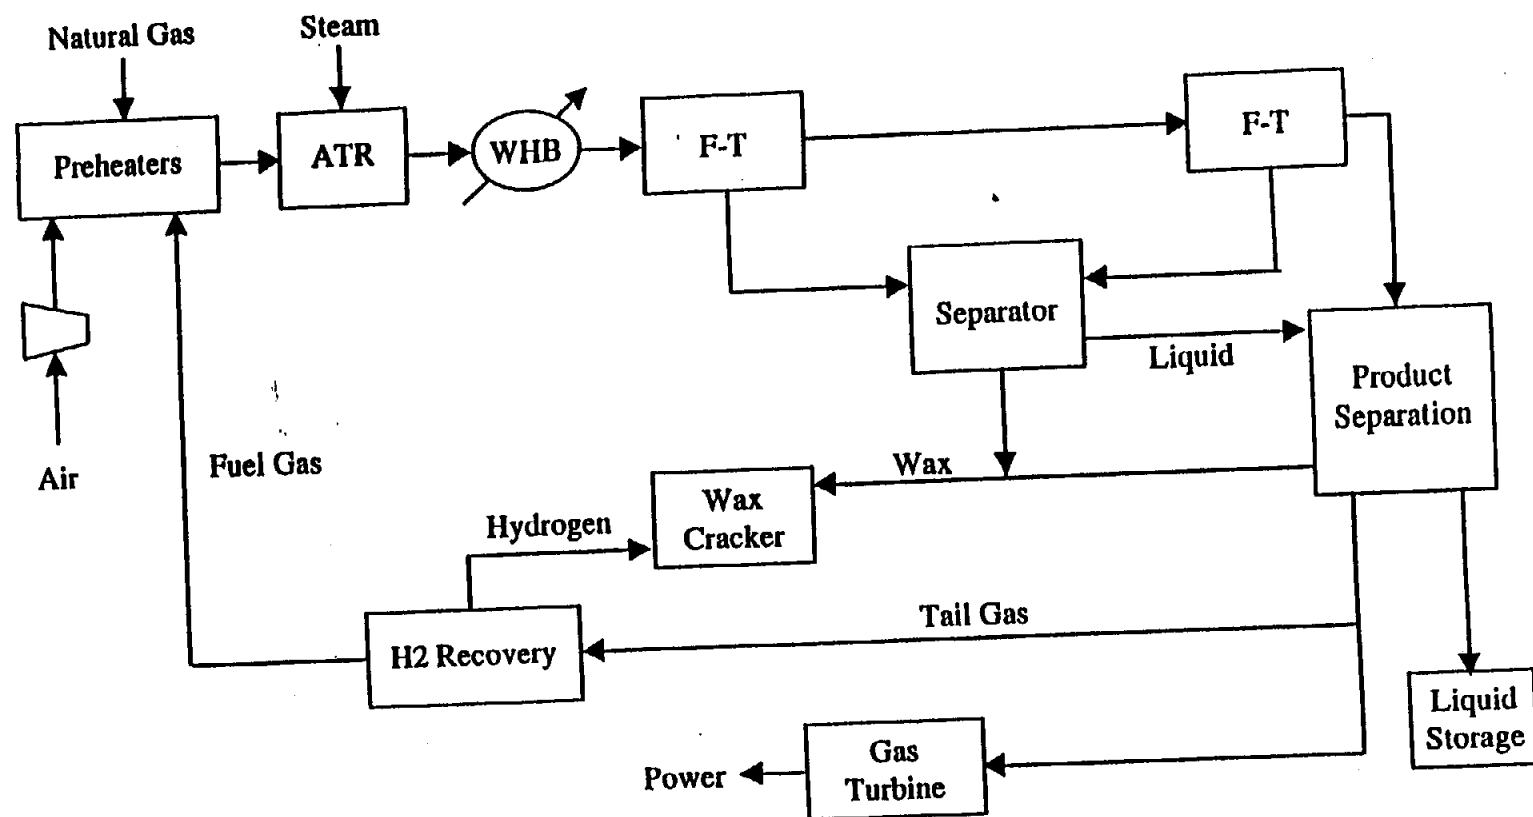 Natural Gas
Steam
Preheaters
ATR
WHB
F-T
F-T
Separator
Liquid
Product
Separation
Air
Fuel Gas
Wax
Wax
Cracker
Hydrogen
Tail Gas
H2 Recovery
Liquid
Storage
Gas
Turbine
Power